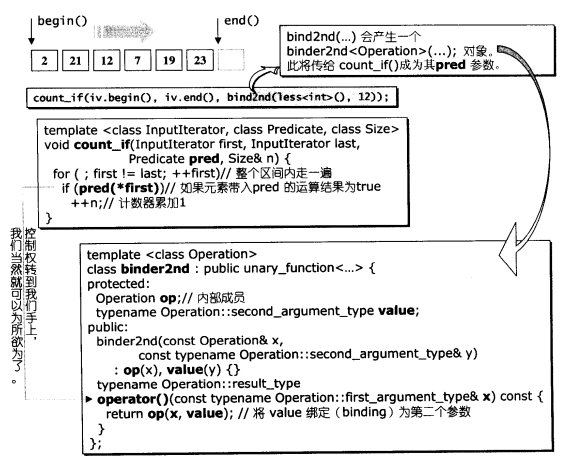 begin()
end()
2 21 12 7 19 23
bind2nd(...) 会产生一个
binder2nd<Operation>(...); 对象。
此将传给 count_if()成为其pred 参数。
count_if(iv.begin(), iv.end(), bind2nd(less<int>(), 12));
template <class InputIterator, class Predicate, class Size>
void count_if(InputIterator first, InputIterator last,
Predicate pred, Size& n) {
for ( ; first != last; ++first)// 整个区间内走一遍
if (pred(*first))// 如果元素带入pred 的运算结果为true
++n;// 计数器累加1
}
控制权转到我们手上，
我们当然就可以为所欲为了。
template <class Operation>
class binder2nd : public unary_function<...> {
protected:
Operation op;// 内部成员
typename Operation::second_argument_type value;
public:
binder2nd(const Operation& x,
const typename Operation::second_argument_type& y)
: op(x), value(y) {}
typename Operation::result_type
operator()(const typename Operation::first_argument_type& x) const {
return op(x, value); // 将 value 绑定（binding）为第二个参数
}
};